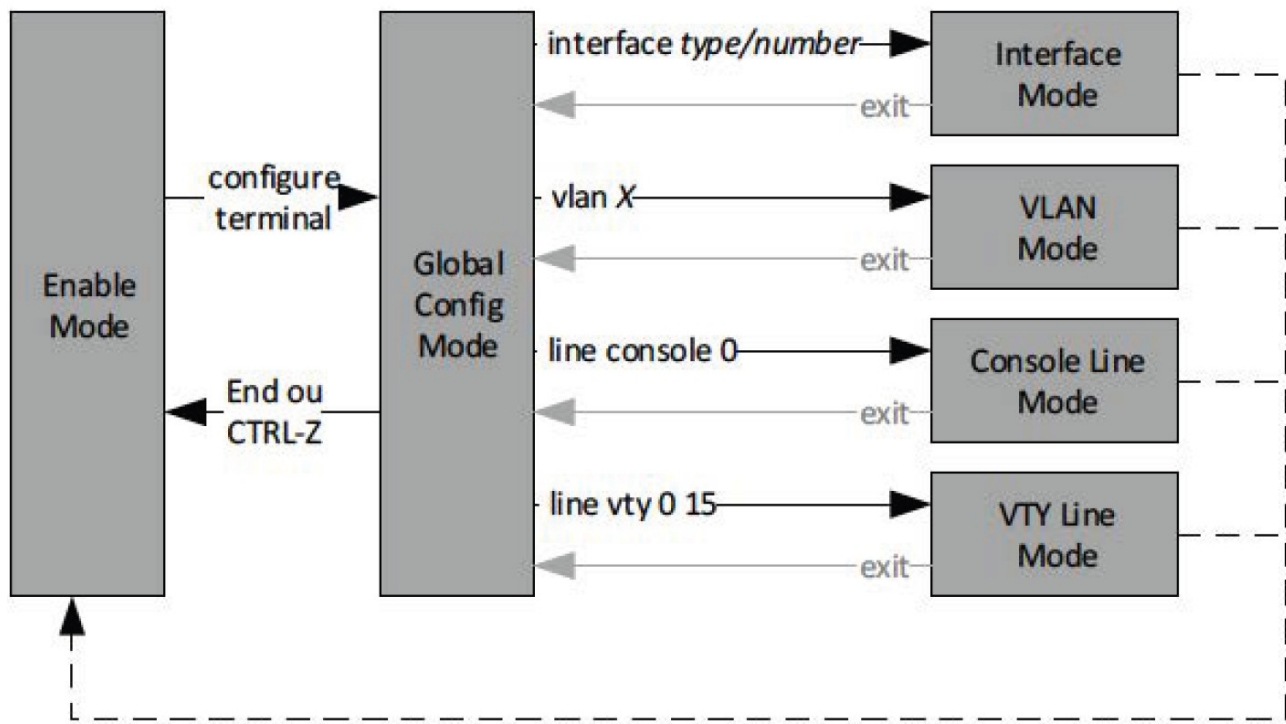 Enable
Mode
configure
terminal
End ou
CTRL-Z
Global
Config
Mode
interface type/number
exit
Interface
Mode
vlan X
exit
VLAN
Mode
line console 0
exit
Console Line
Mode
line vty 0 15
exit
VTY Line
Mode